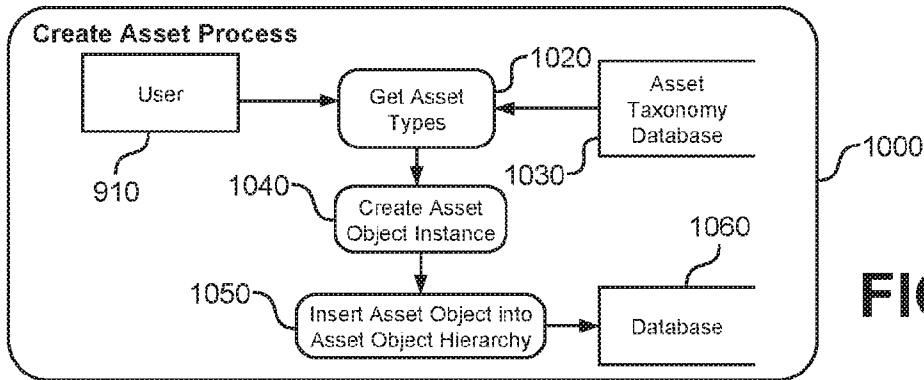 Create Asset Process
1020
User
Get Asset
Types
Asset
Taxonomy
Database
1000
910
1040
1030
Create Asset
Object Instance
1060
1050
Insert Asset Object into
Asset Object Hierarchy
Database